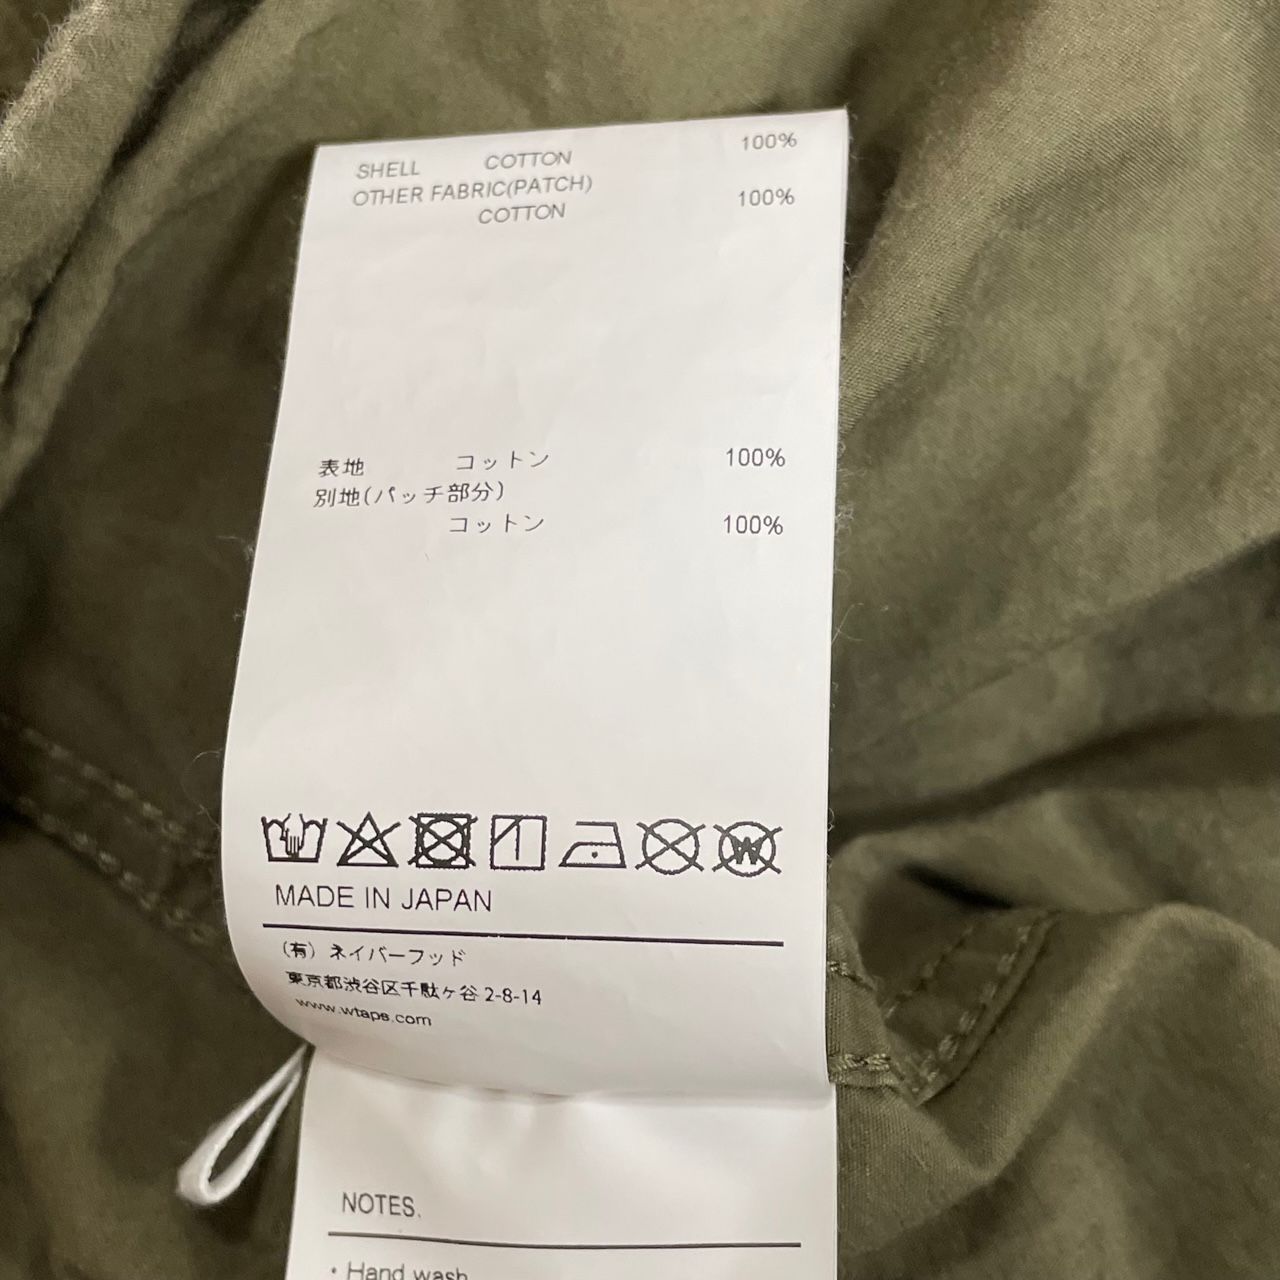 SHELL COTTON 100%
OTHER FABRIC(PATCH)
COTTON 100%
表地 コットン 100%
別地(パッチ部分)
コットン 100%
W
MADE IN JAPAN
(有) ネイバーフッド
東京都渋谷区千駄ヶ谷 2-8-14
www.wtaps.com
NOTES.
・Hand wash